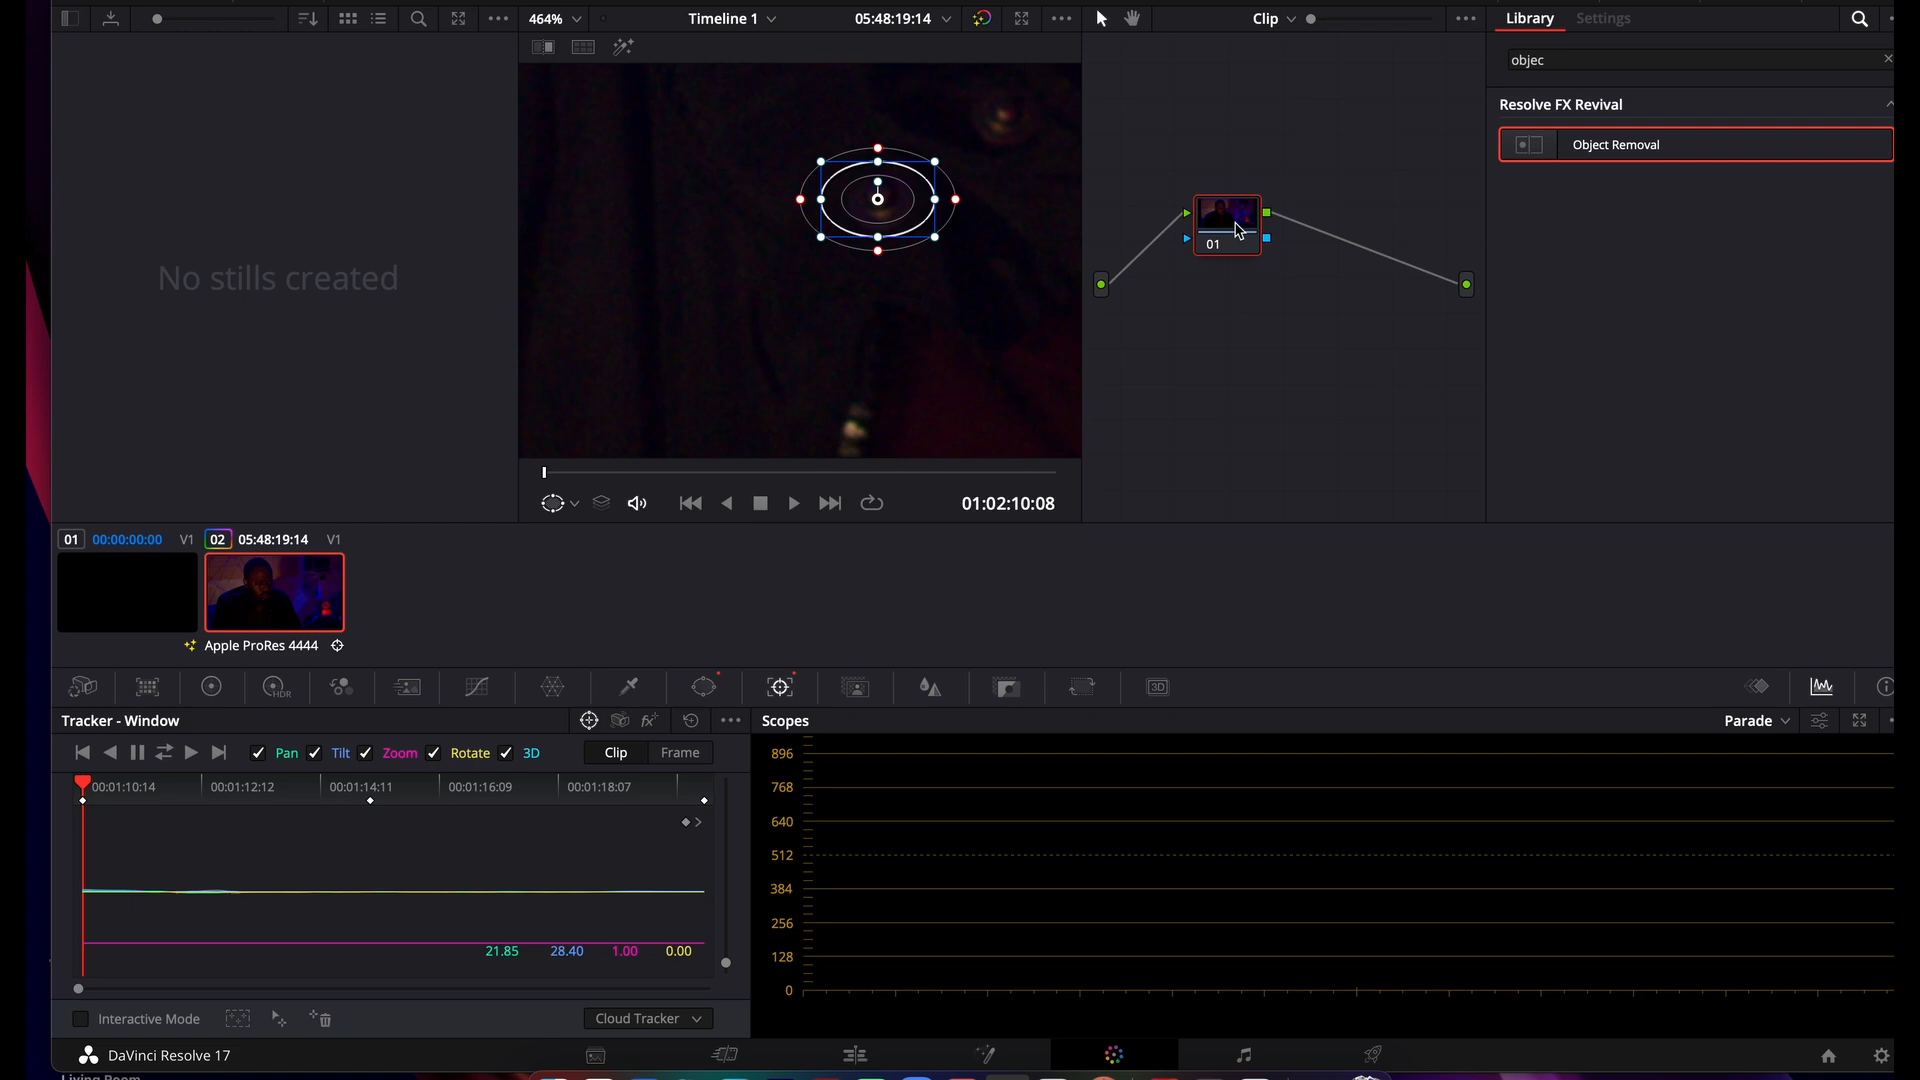 464%
Timeline 1
05:48:19:14
Clip
Library
Settings
objec
Resolve FX Revival
Object Removal
No stills created
01
01:02:10:08
01
00:00:00:00
V1
02
05:48:19:14
V1
Apple ProRes 4444
HDR
3D
Tracker - Window
Scopes
Parade
Pan
Tilt
Zoom
Rotate
3D
Clip
Frame
00:01:10:14
00:01:12:12
00:01:14:11
00:01:16:09
00:01:18:07
21.85
28.40
1.00
0.00
896
768
640
512
384
256
128
0
Interactive Mode
Cloud Tracker
DaVinci Resolve 17
Living Room